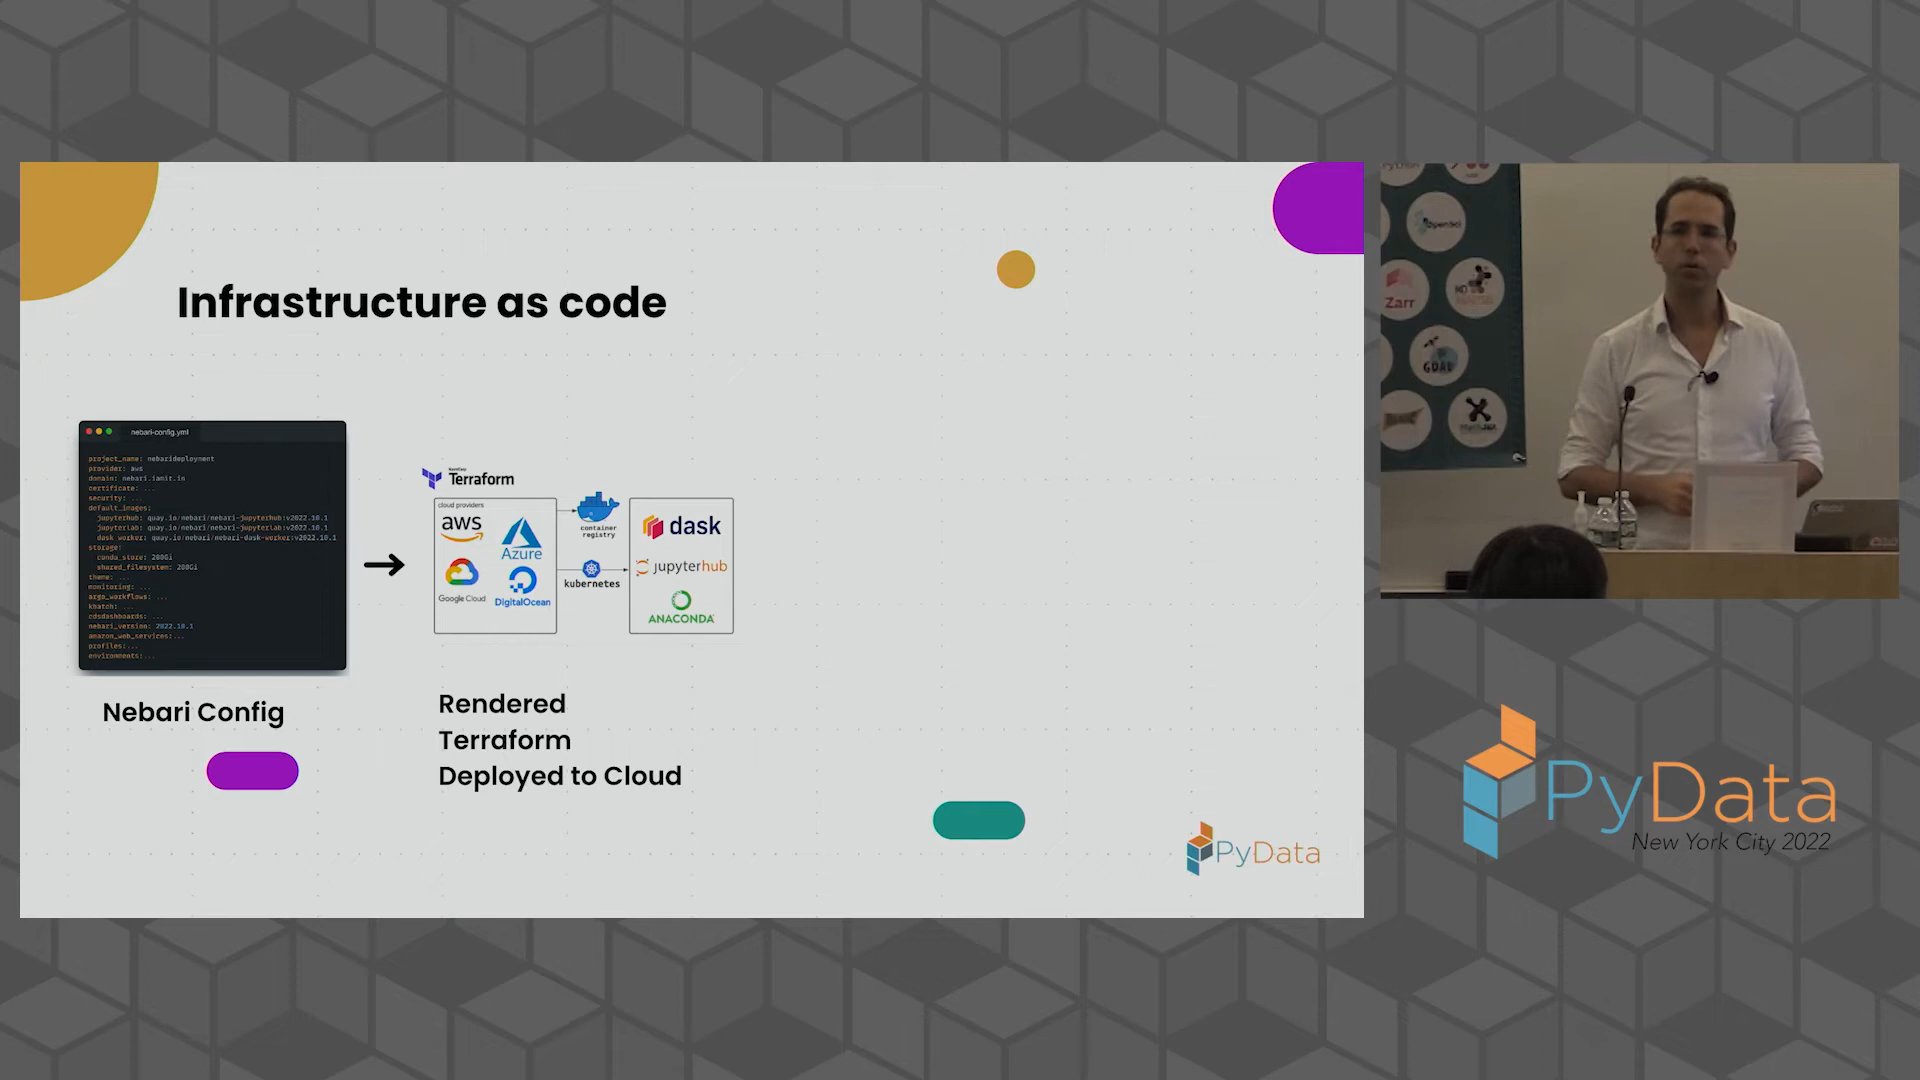 Infrastructure as code
nebari-config.yml
project_name: nebarideployment
provider: aws
domain: nebari.iamit.in
certificate: ...
security: ...
default_images:
jupyterhub: quay.io/nebari/nebari-jupyterhub:v2022.10.1
jupyterlab: quay.io/nebari/nebari-jupyterlab:v2022.10.1
dask_worker: quay.io/nebari/nebari-dask-worker:v2022.10.1
storage:
conda_store: 200Gi
shared_filesystem: 200Gi
theme: ...
monitoring: ...
argo_workflows: ...
kbatch: ...
cdsdashboards: ...
nebari_version: 2022.10.1
amazon_web_services:...
profiles:...
environments:...
Nebari Config
HashiCorp
Terraform
cloud providers
aws
Azure
Google Cloud
DigitalOcean
container
registry
kubernetes
dask
jupyterhub
ANACONDA
Rendered
Terraform
Deployed to Cloud
PyData
OpenSci
Zarr
GDAL
MathJax
PyData
New York City 2022